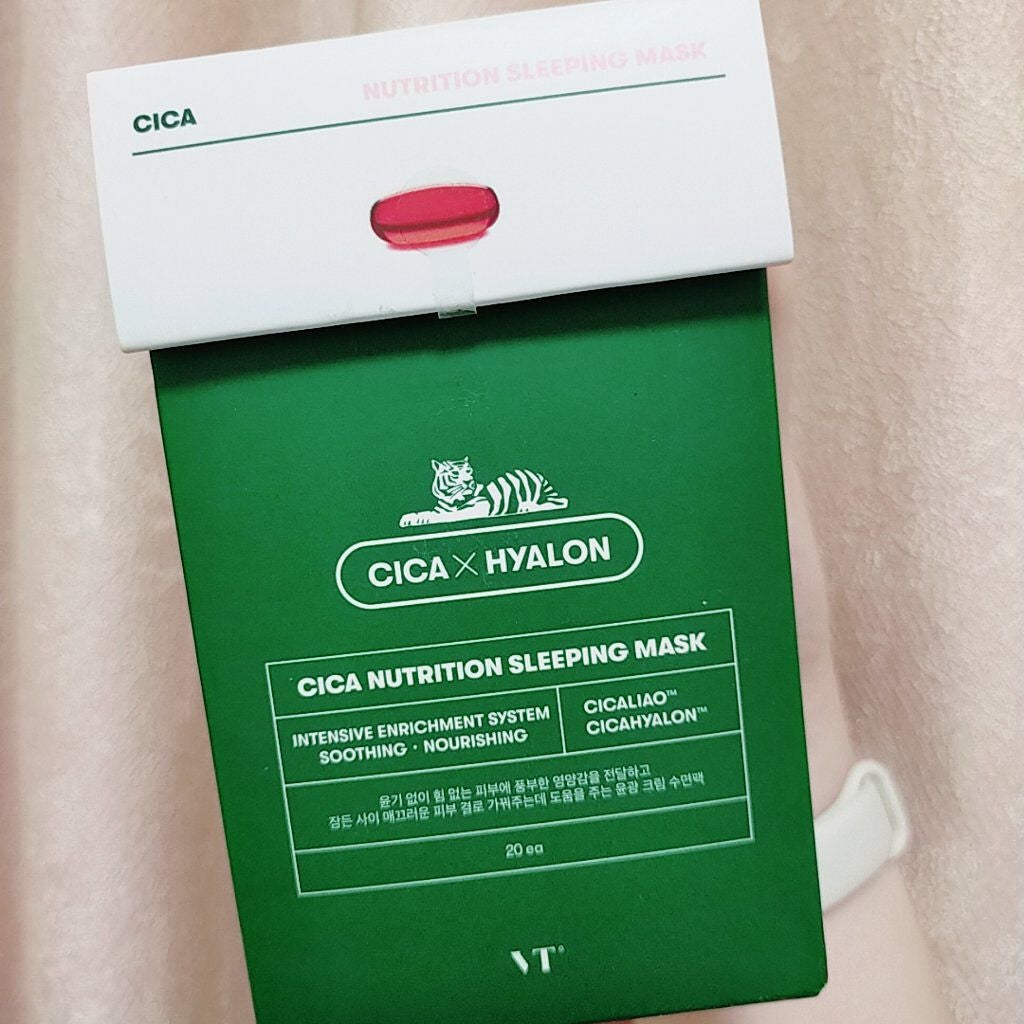 CICA
NUTRITION SLEEPING MASK
CICA X HYALON
CICA NUTRITION SLEEPING MASK
INTENSIVE ENRICHMENT SYSTEM
SOOTHING · NOURISHING
CICALIAO™
CICAHYALON™
윤기 없이 힘 없는 피부에 풍부한 영양감을 전달하고
잠든 사이 매끄러운 피부 결로 가꿔주는데 도움을 주는 윤광 크림 수면팩
20 ea
VT®